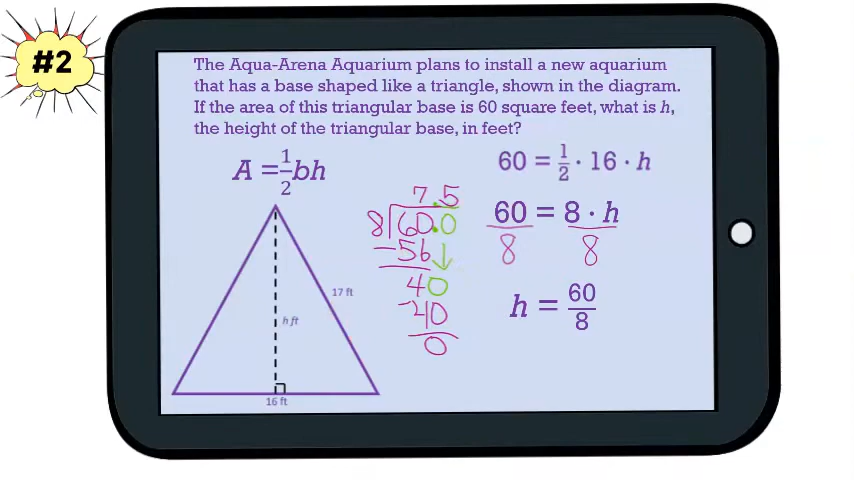 #2
The Aqua-Arena Aquarium plans to install a new aquarium
that has a base shaped like a triangle, shown in the diagram.
If the area of this triangular base is 60 square feet, what is h,
the height of the triangular base, in feet?
A = 1/2 bh
60 = 1/2 · 16 · h
7.5
8 60.0
-56
40
-40
0
60 = 8 · h
8 8
h = 60/8
17 ft
h ft
16 ft